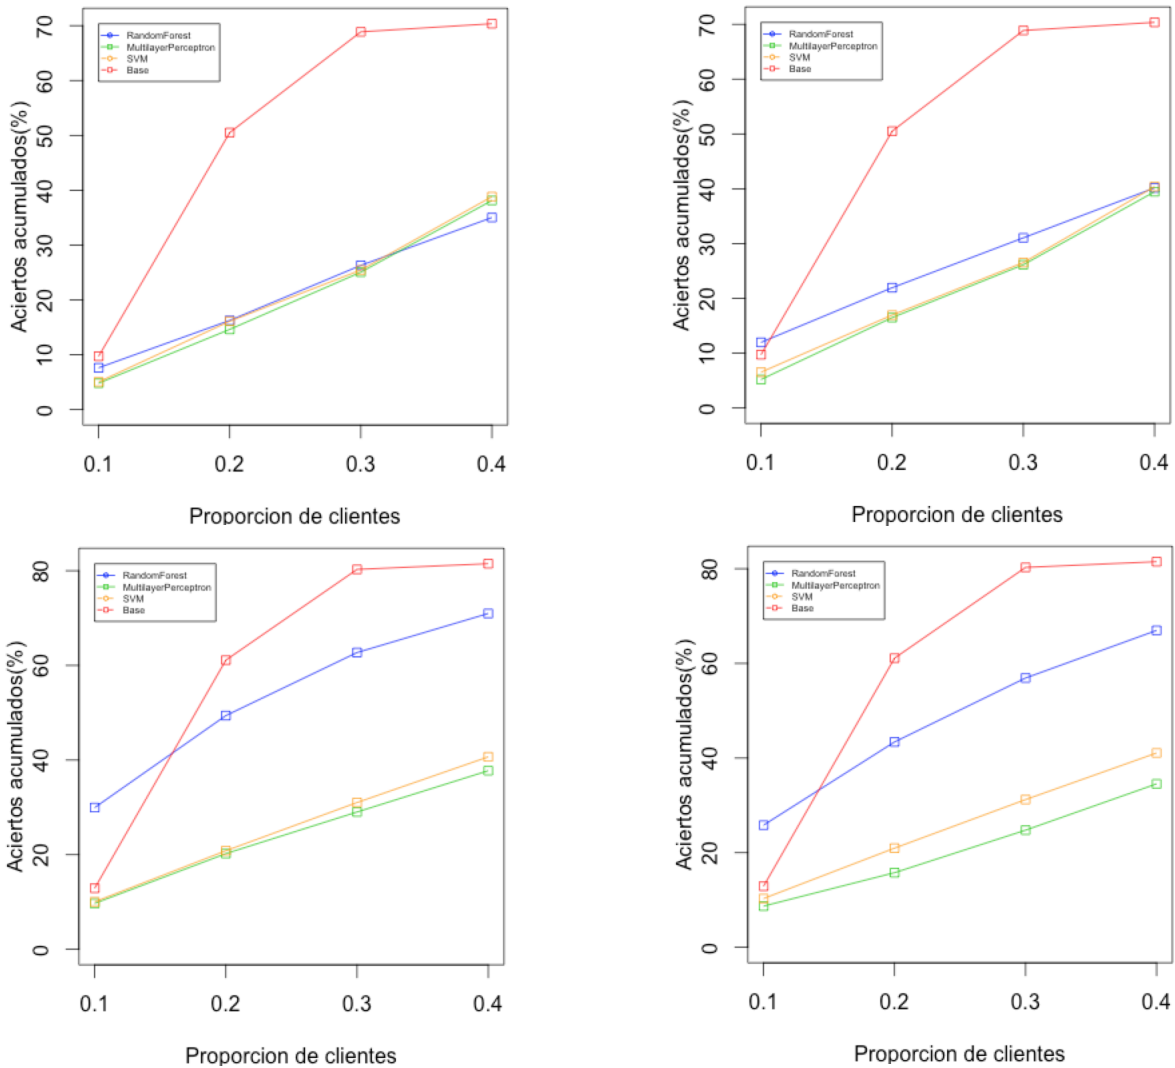 Aciertos acumulados(%)
70
60
50
40
30
20
10
0
RandomForest
MultilayerPerceptron
SVM
Base
0.1 0.2 0.3 0.4
Proporcion de clientes
Aciertos acumulados(%)
70
60
50
40
30
20
10
0
RandomForest
MultilayerPerceptron
SVM
Base
0.1 0.2 0.3 0.4
Proporcion de clientes
Aciertos acumulados(%)
80
60
40
20
0
RandomForest
MultilayerPerceptron
SVM
Base
0.1 0.2 0.3 0.4
Proporcion de clientes
Aciertos acumulados(%)
80
60
40
20
0
RandomForest
MultilayerPerceptron
SVM
Base
0.1 0.2 0.3 0.4
Proporcion de clientes